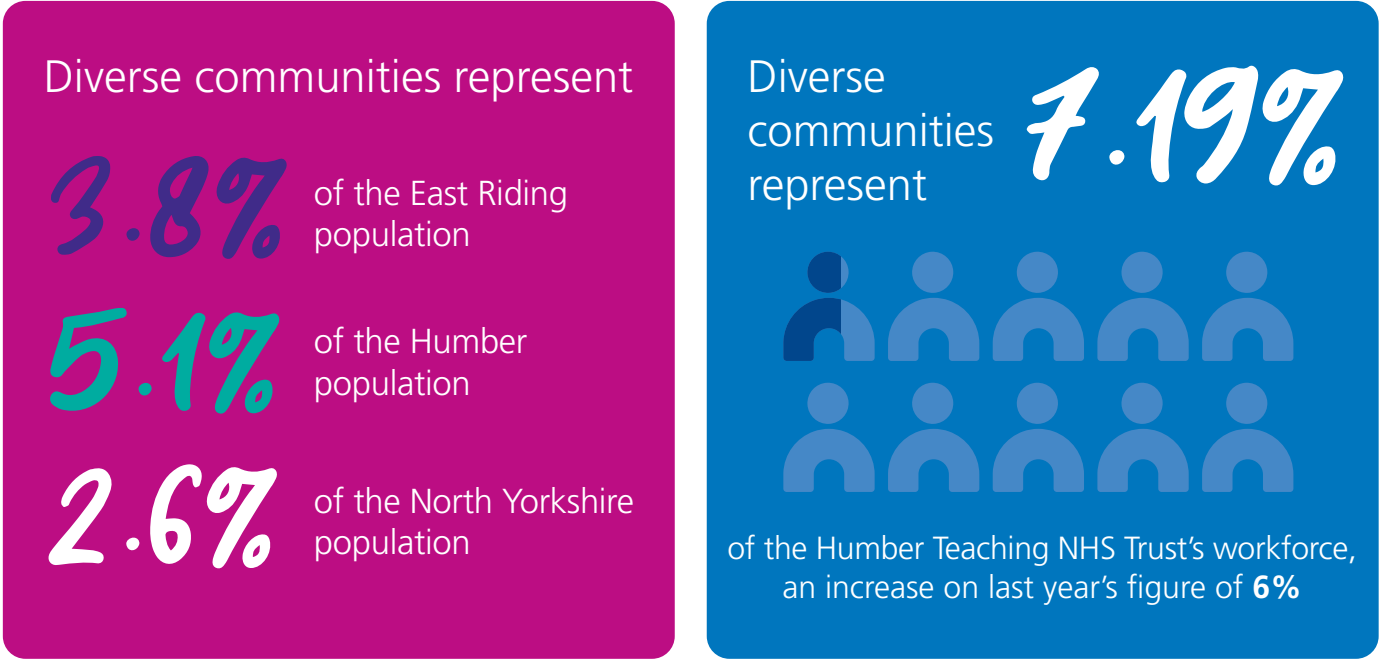 Diverse communities represent
3.8%
of the East Riding
population
5.1%
of the Humber
population
2.6%
of the North Yorkshire
population
Diverse
communities
represent
7.19%
of the Humber Teaching NHS Trust’s workforce,
an increase on last year’s figure of 6%